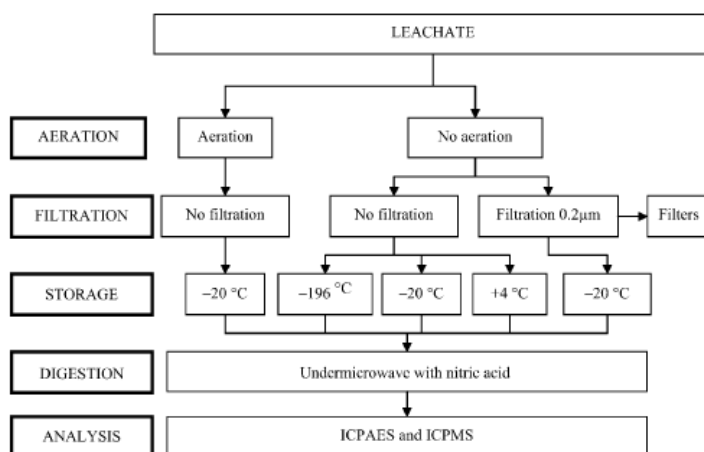 LEACHATE
AERATION
Aeration
No aeration
FILTRATION
No filtration
No filtration
Filtration 0.2μm
Filters
STORAGE
−20 °C
−196 °C
−20 °C
+4 °C
−20 °C
DIGESTION
Undermicrowave with nitric acid
ANALYSIS
ICPAES and ICPMS